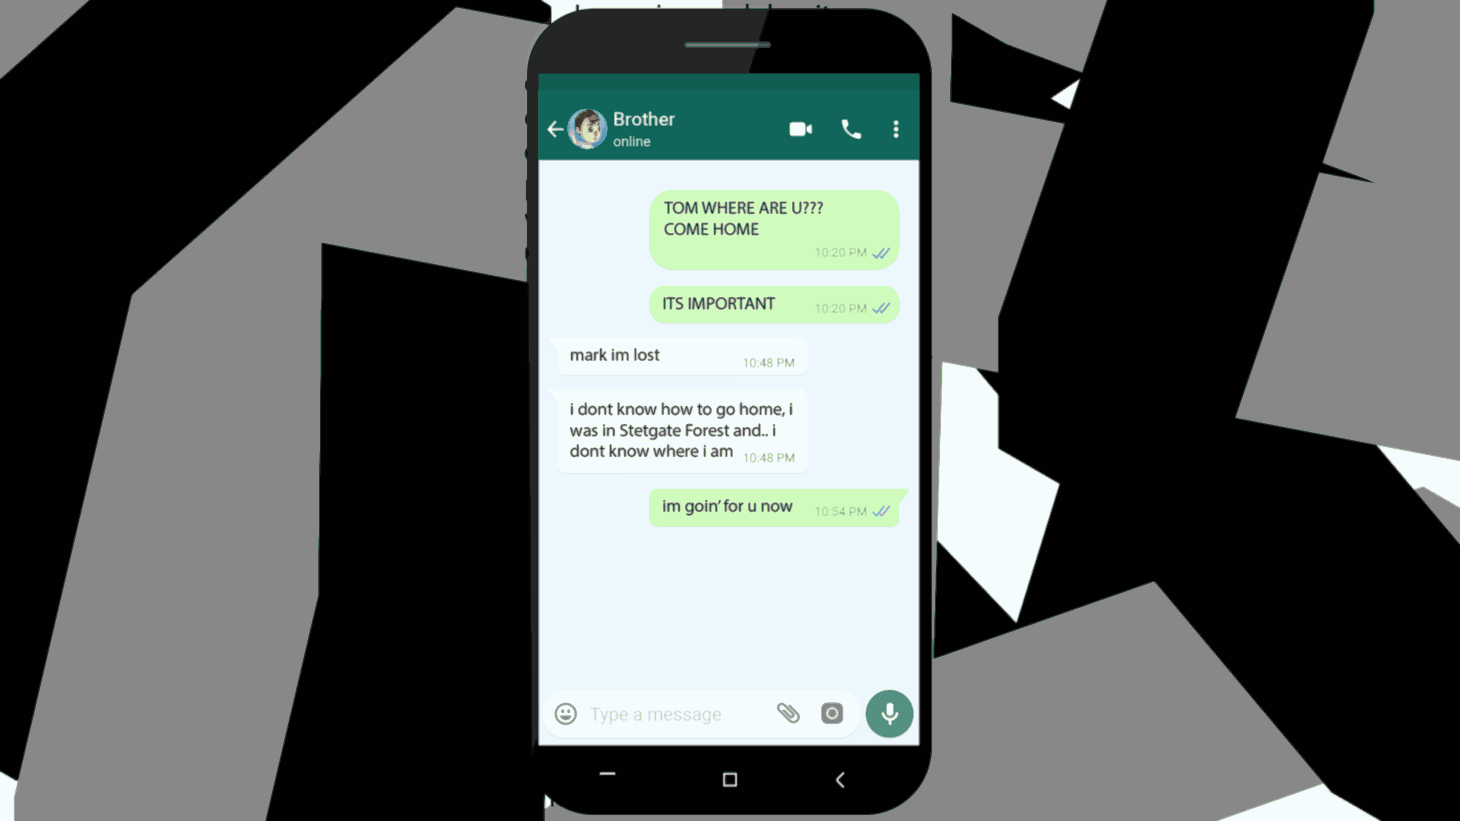 Brother
online
TOM WHERE ARE U???
COME HOME
10:20 PM
ITS IMPORTANT
10:20 PM
mark im lost
10:48 PM
i dont know how to go home, i
was in Stetgate Forest and.. i
dont know where i am
10:48 PM
im goin' for u now
10:54 PM
Type a message